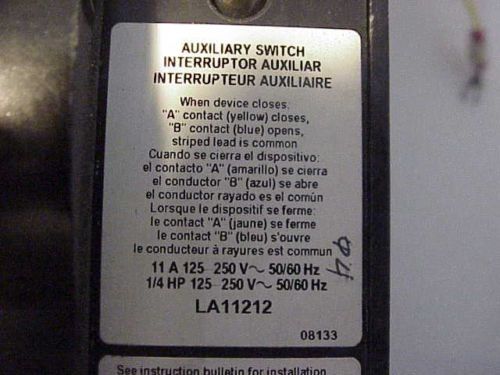 AUXILIARY SWITCH
INTERRUPTOR AUXILIAR
INTERRUPTEUR AUXILIAIRE
When device closes:
"A" contact (yellow) closes,
"B" contact (blue) opens,
striped lead is common
Cuando se cierra el dispositivo:
el contacto "A" (amarillo) se cierra
el conductor "B" (azul) se abre
el conductor rayado es el común
Lorsque le dispositif se ferme:
le contact "A" (jaune) se ferme
le contact "B" (bleu) s'ouvre
le conducteur à rayures est commun
11 A 125–250 V~ 50/60 Hz
1/4 HP 125–250 V~ 50/60 Hz
LA11212
08133
See instruction bulletin for installation